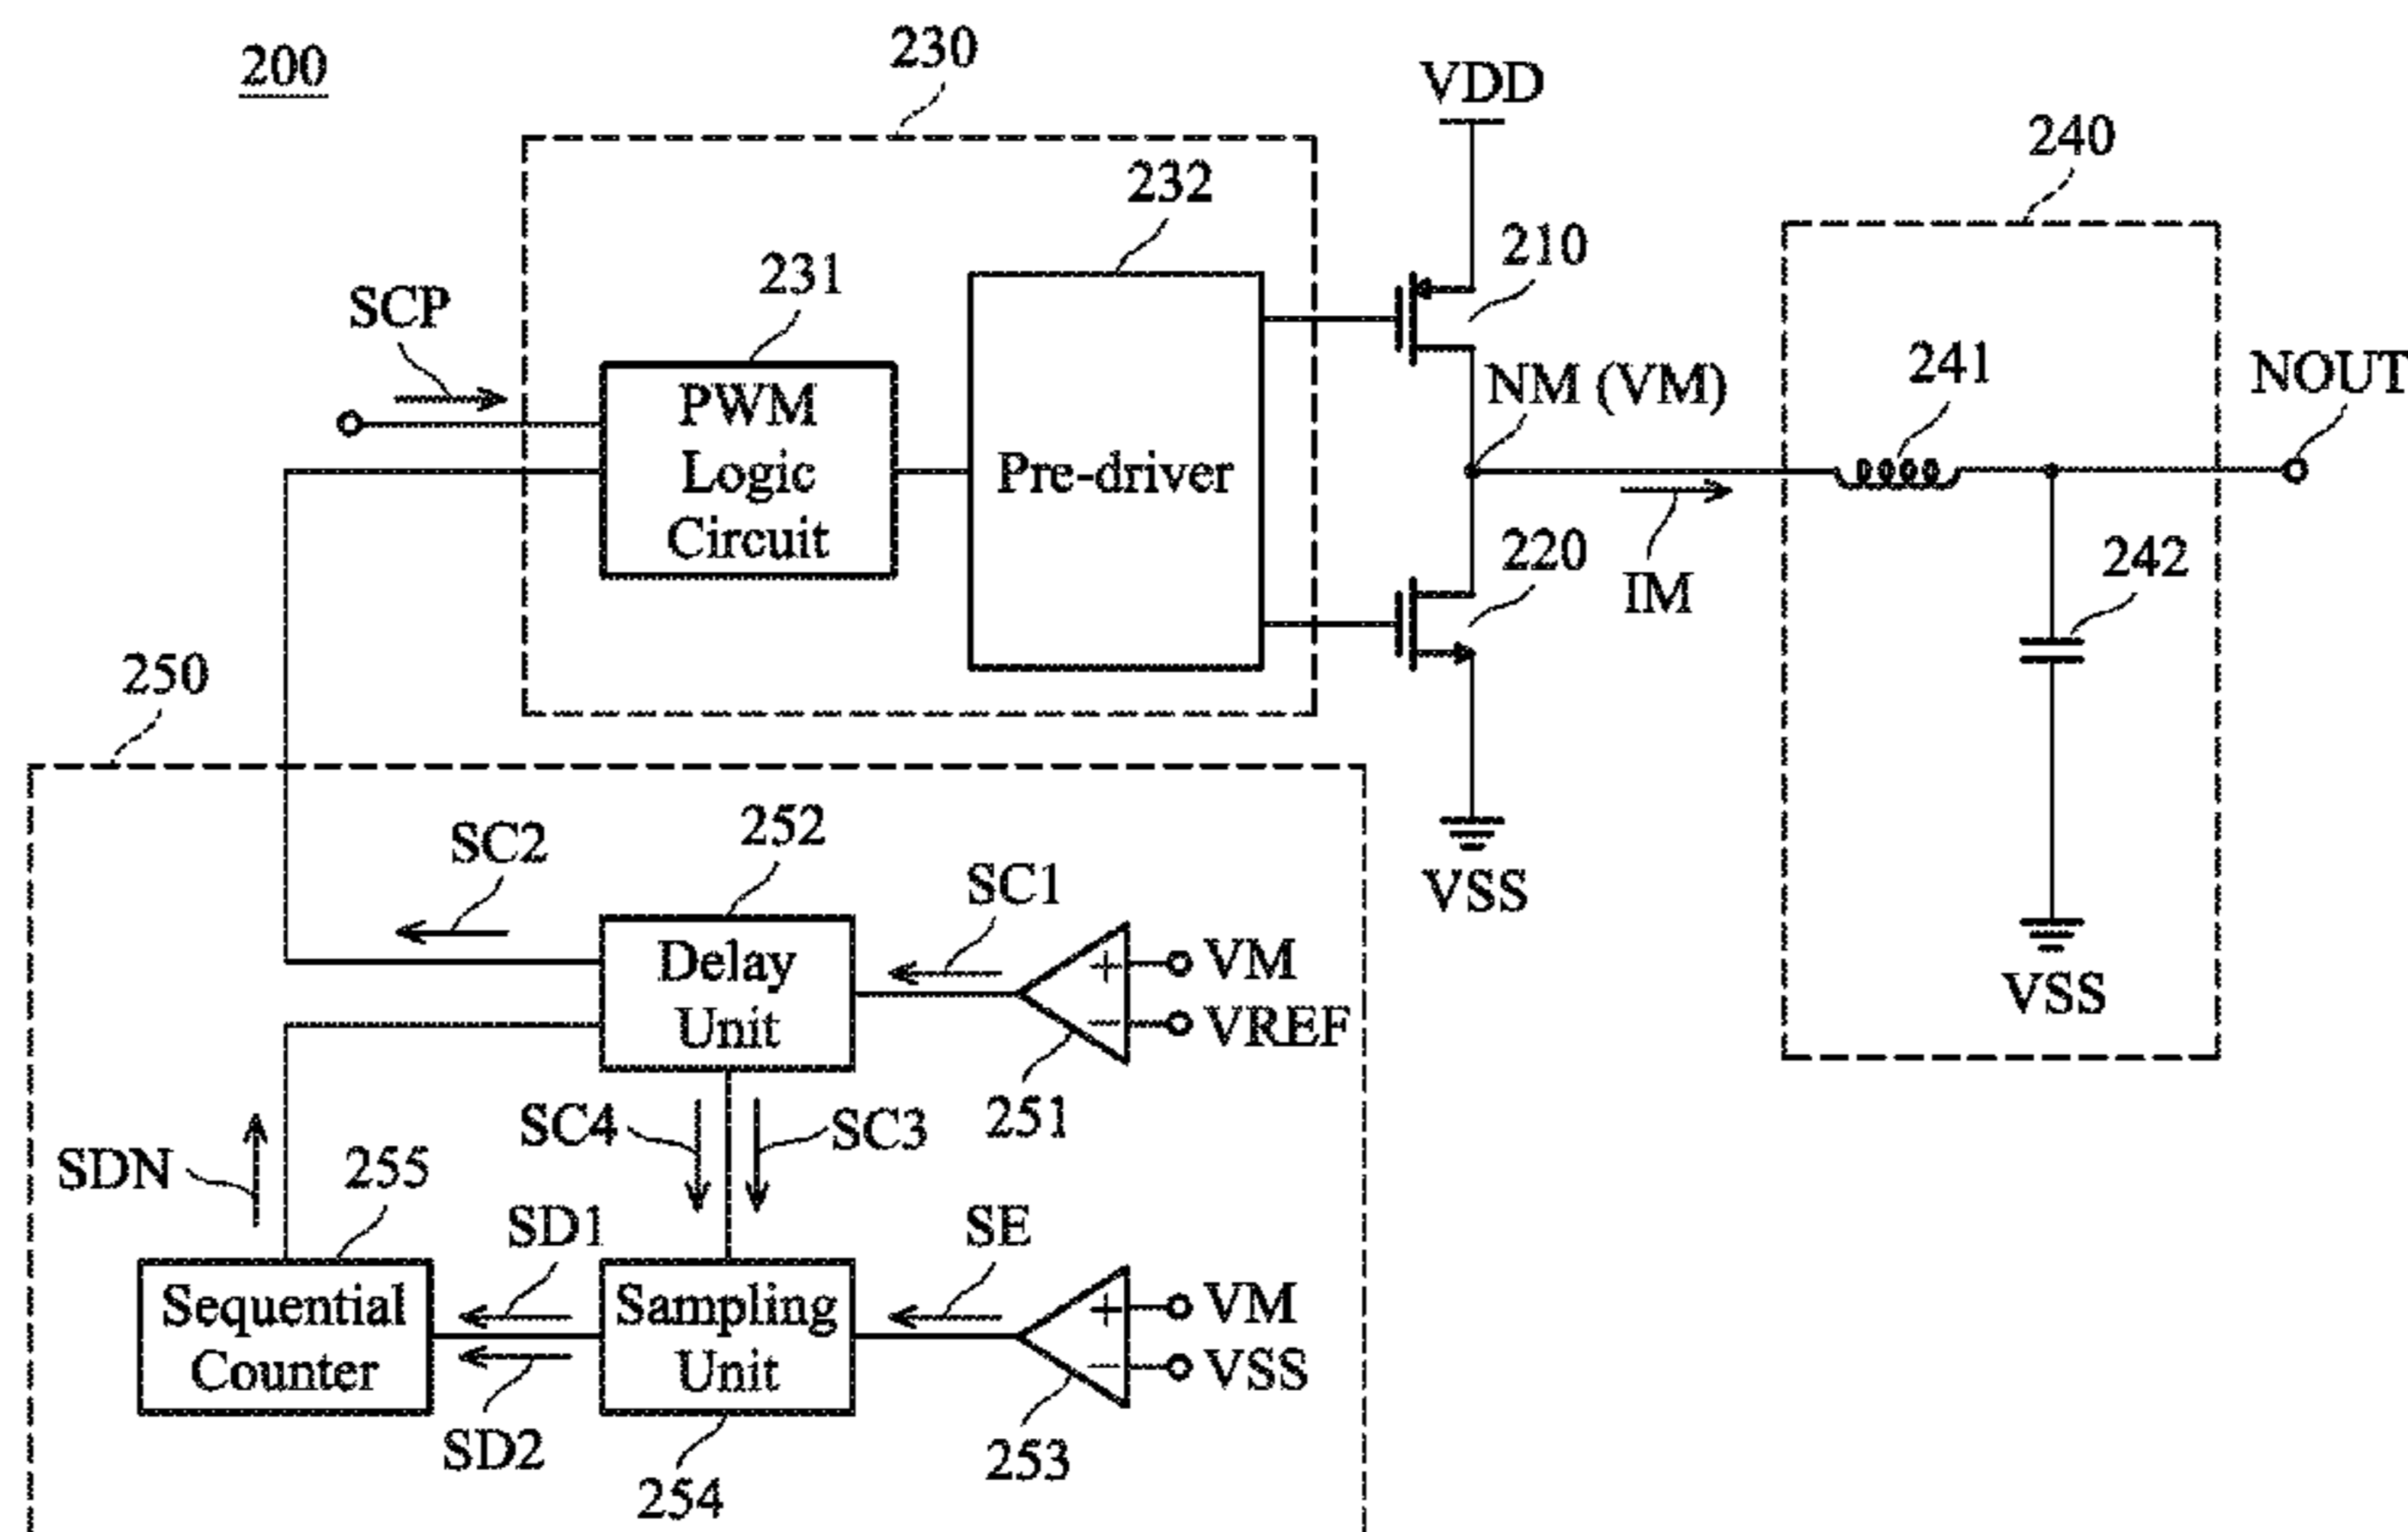 200
230
VDD
240
232
210
231
SCP
PWM
Logic
Circuit
Pre-driver
NM (VM)
241
NOUT
220
IM
242
250
252
SC2
SC1
VSS
Delay
Unit
VM
VREF
VSS
251
SC4
SC3
SDN
255
SD1
SE
Sequential
Counter
Sampling
Unit
VM
VSS
SD2
253
254